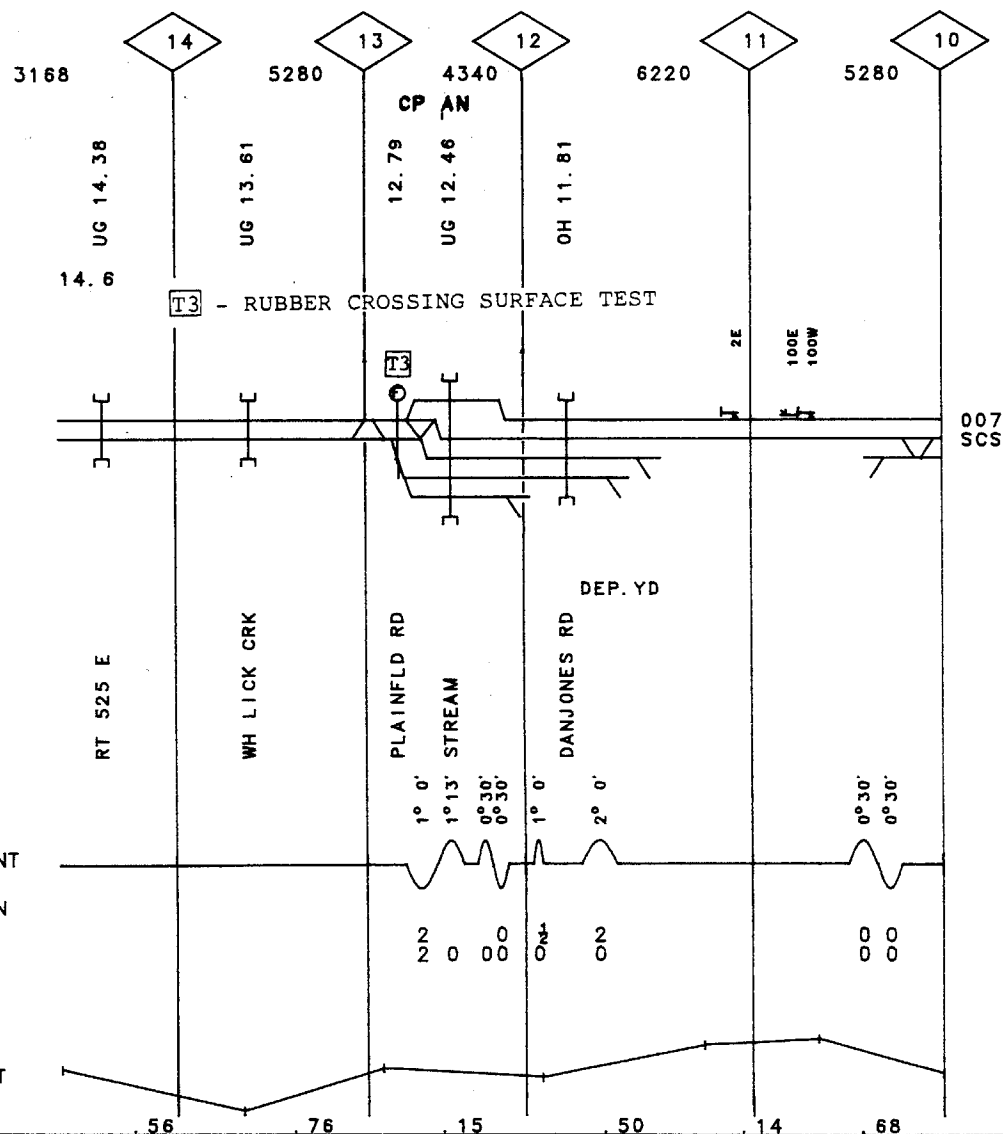 14 13 12 11 10
3168 5280 4340 6220 5280
CP AN
UG 14.38
UG 13.61
12.79
UG 12.46
OH 11.81
14.6
T3 - RUBBER CROSSING SURFACE TEST
2E
100E
100W
T3
007
SCS
DEP. YD
RT 525 E
WH LICK CRK
PLAINFLD RD
STREAM
DANJONES RD
1° 0'
1°13'
0°30'
0°30'
1° 0'
2° 0'
0°30'
0°30'
NT
N
2 0 ½ 2 0 0
2 0 00 0 0 0 0
T
.56 .76 .15 .50 .14 .68